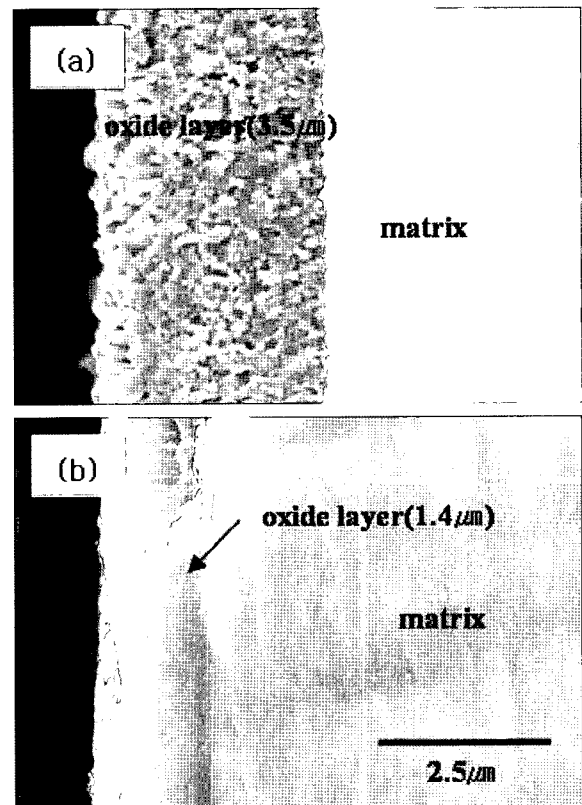 (a)
oxide layer(3.5㎛)
matrix
(b)
oxide layer(1.4㎛)
matrix
2.5㎛